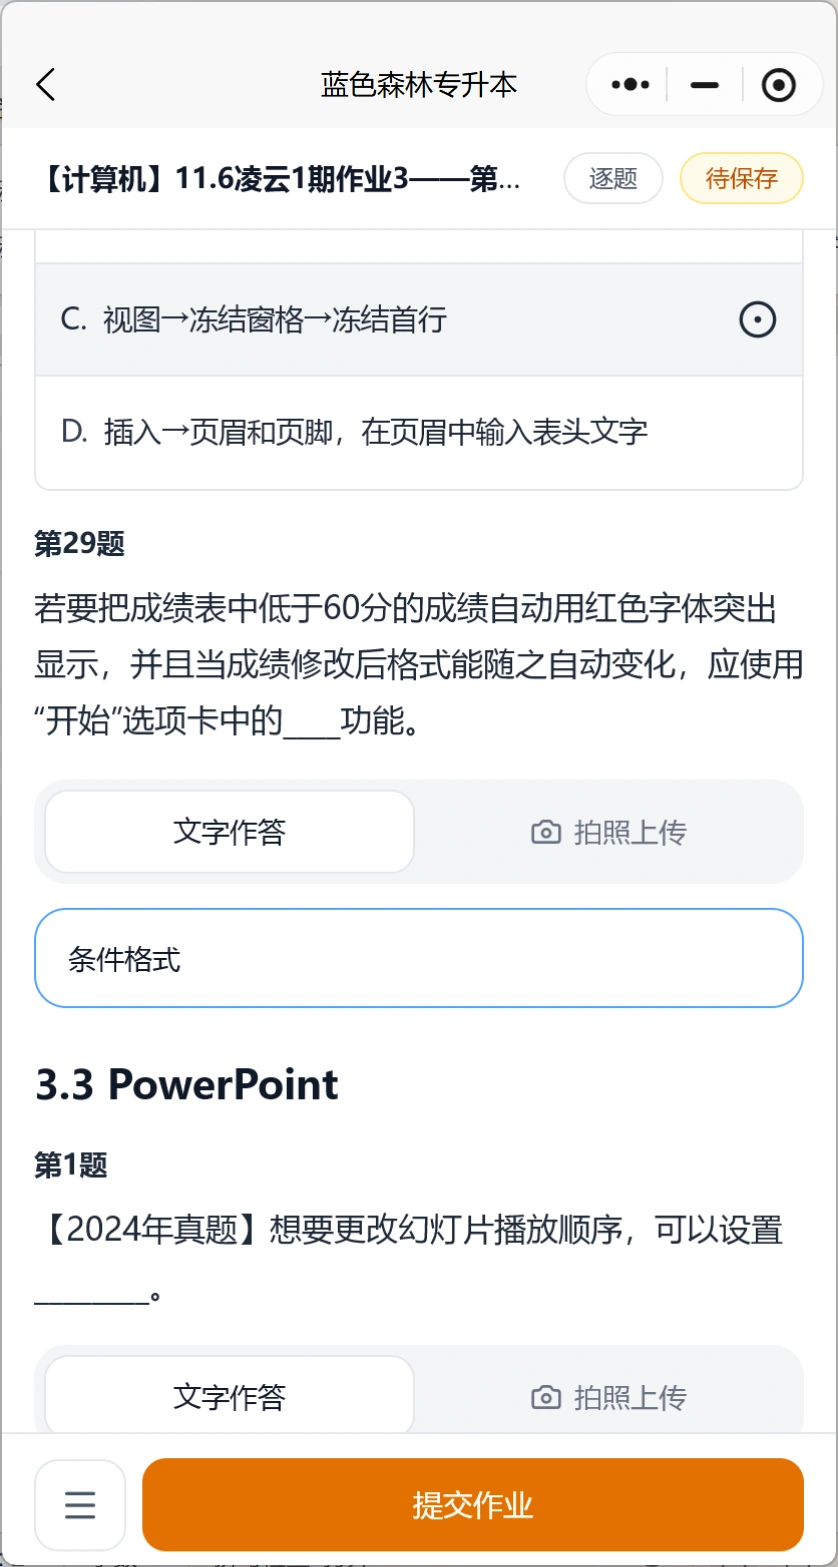 蓝色森林专升本
【计算机】11.6凌云1期作业3——第...
逐题
待保存
C. 视图→冻结窗格→冻结首行
D. 插入→页眉和页脚，在页眉中输入表头文字
第29题
若要把成绩表中低于60分的成绩自动用红色字体突出
显示，并且当成绩修改后格式能随之自动变化，应使用
“开始”选项卡中的____功能。
文字作答
拍照上传
条件格式
3.3 PowerPoint
第1题
【2024年真题】想要更改幻灯片播放顺序，可以设置
________。
文字作答
拍照上传
提交作业